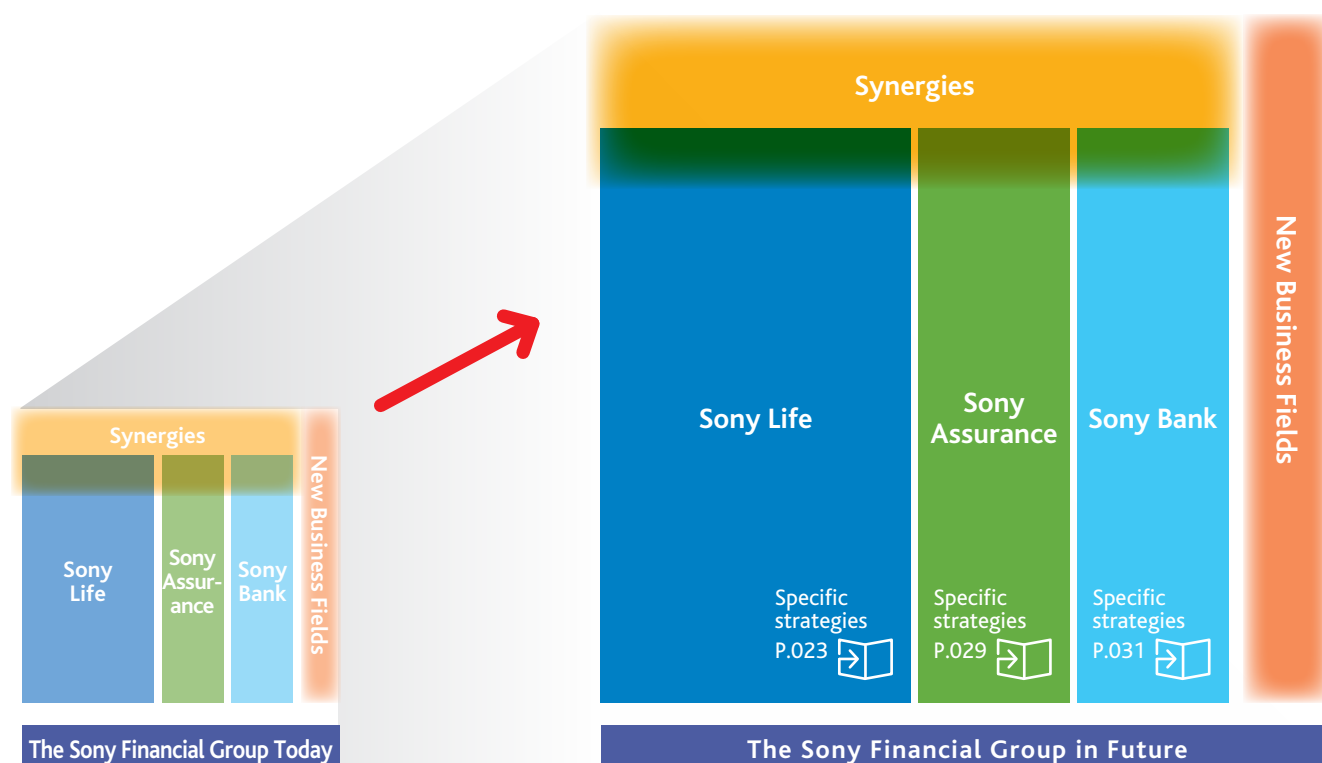 Synergies
Sony
Life
Sony
Assur-
ance
Sony
Bank
New Business Fields
The Sony Financial Group Today
Synergies
Sony Life
Specific
strategies
P.023
Sony
Assurance
Specific
strategies
P.029
Sony Bank
Specific
strategies
P.031
New Business Fields
The Sony Financial Group in Future